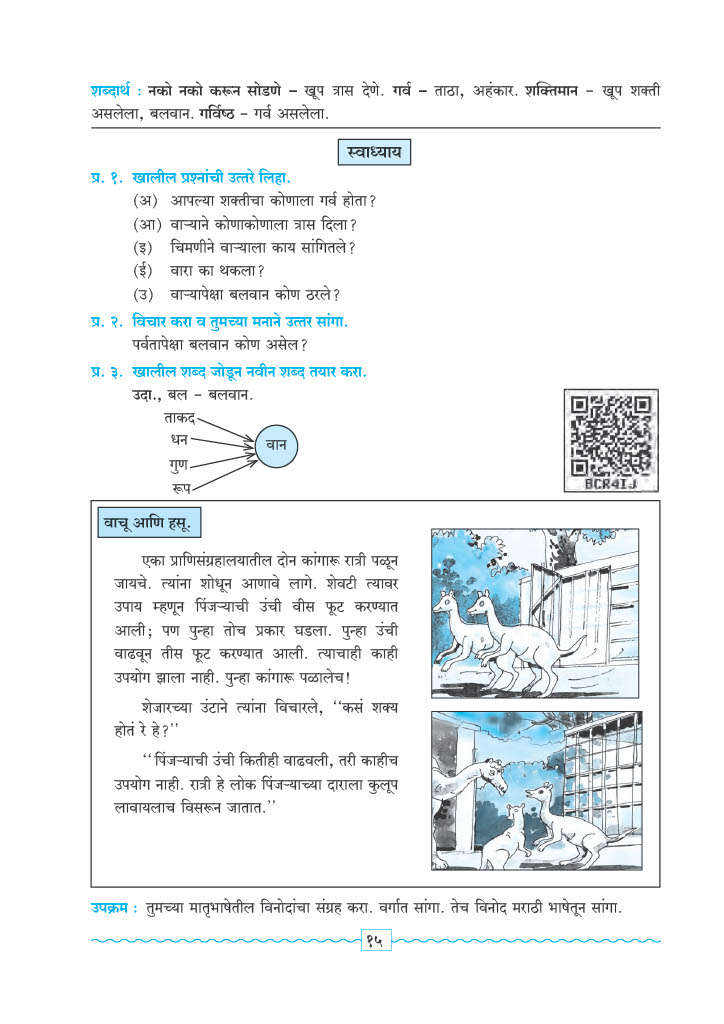 शब्दार्थ : नको नको करून सोडणे – खूप त्रास देणे. गर्व – ताठा, अहंकार. शक्तिमान – खूप शक्ती
असलेला, बलवान. गर्विष्ठ – गर्व असलेला.
स्वाध्याय
प्र. १. खालील प्रश्नांची उत्तरे लिहा.
(अ) आपल्या शक्तीचा कोणाला गर्व होता?
(आ) वाऱ्याने कोणाकोणाला त्रास दिला?
(इ) चिमणीने वाऱ्याला काय सांगितले?
(ई) वारा का थकला?
(उ) वाऱ्यापेक्षा बलवान कोण ठरले?
प्र. २. विचार करा व तुमच्या मनाने उत्तर सांगा.
पर्वतापेक्षा बलवान कोण असेल?
प्र. ३. खालील शब्द जोडून नवीन शब्द तयार करा.
उदा., बल – बलवान.
ताकद
धन
वान
गुण
रूप
BCR4IJ
वाचू आणि हसू.
एका प्राणिसंग्रहालयातील दोन कांगारू रात्री पळून
जायचे. त्यांना शोधून आणावे लागे. शेवटी त्यावर
उपाय म्हणून पिंजऱ्याची उंची वीस फूट करण्यात
आली; पण पुन्हा तोच प्रकार घडला. पुन्हा उंची
वाढवून तीस फूट करण्यात आली. त्याचाही काही
उपयोग झाला नाही. पुन्हा कांगारू पळालेच!
शेजारच्या उंटाने त्यांना विचारले, ‘‘कसं शक्य
होतं रे हे?’’
‘‘पिंजऱ्याची उंची कितीही वाढवली, तरी काहीच
उपयोग नाही. रात्री हे लोक पिंजऱ्याच्या दाराला कुलूप
लावायलाच विसरून जातात.’’
उपक्रम : तुमच्या मातृभाषेतील विनोदांचा संग्रह करा. वर्गात सांगा. तेच विनोद मराठी भाषेतून सांगा.
१५